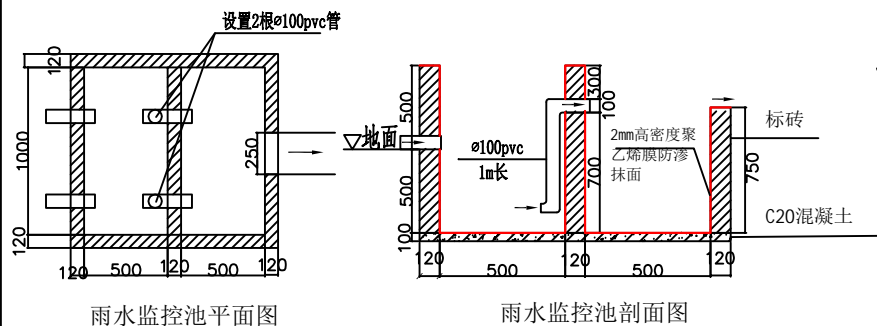 设置2根ø100pvc管
120
1000
120
250
120
500
120
500
120
雨水监控池平面图
500
地面
500
100
ø100pvc
1m长
300
100
700
2mm高密度聚
乙烯膜防渗
抹面
标砖
750
C20混凝土
120
500
120
500
120
雨水监控池剖面图